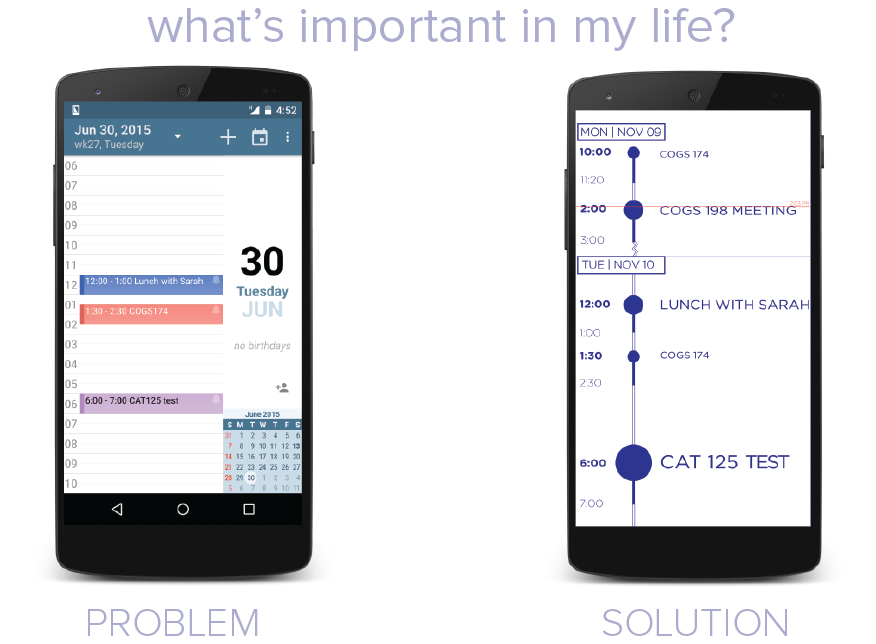 what's important in my life?
4:52
Jun 30, 2015
wk27, Tuesday
06
07
08
09
10
11
12
12:00 - 1:00 Lunch with Sarah
01
1:30 - 2:30 COGS174
02
03
04
05
06
6:00 - 7:00 CAT125 test
07
08
09
10
30
Tuesday
JUN
no birthdays
June 2015
S M T W T F S
31 1 2 3 4 5 6
7 8 9 10 11 12 13
14 15 16 17 18 19 20
21 22 23 24 25 26 27
28 29 30 1 2 3 4
5 6 7 8 9 10 11
PROBLEM
MON | NOV 09
10:00 COGS 174
11:20
2:03 PM
2:00 COGS 198 MEETING
3:00
TUE | NOV 10
12:00 LUNCH WITH SARAH
1:00
1:30 COGS 174
2:30
6:00 CAT 125 TEST
7:00
SOLUTION